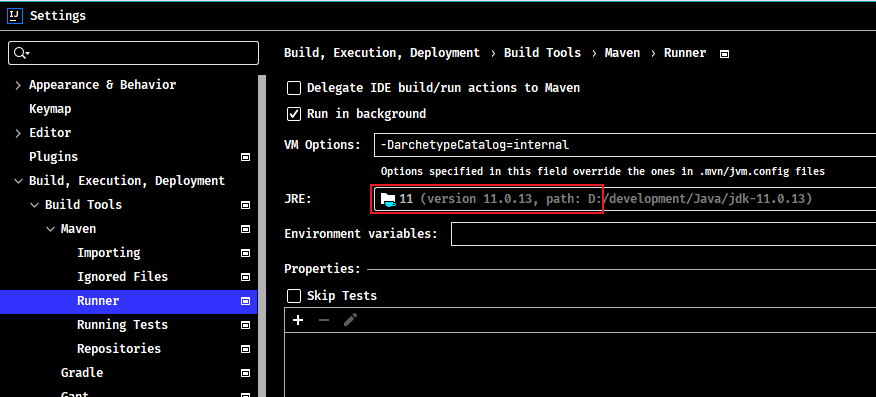 IJ Settings
Build, Execution, Deployment › Build Tools › Maven › Runner
Appearance & Behavior
Keymap
Editor
Plugins
Build, Execution, Deployment
Build Tools
Maven
Importing
Ignored Files
Runner
Running Tests
Repositories
Gradle
Gant
Delegate IDE build/run actions to Maven
Run in background
VM Options: -DarchetypeCatalog=internal
Options specified in this field override the ones in .mvn/jvm.config files
JRE: 11 (version 11.0.13, path: D:/development/Java/jdk-11.0.13)
Environment variables:
Properties:
Skip Tests